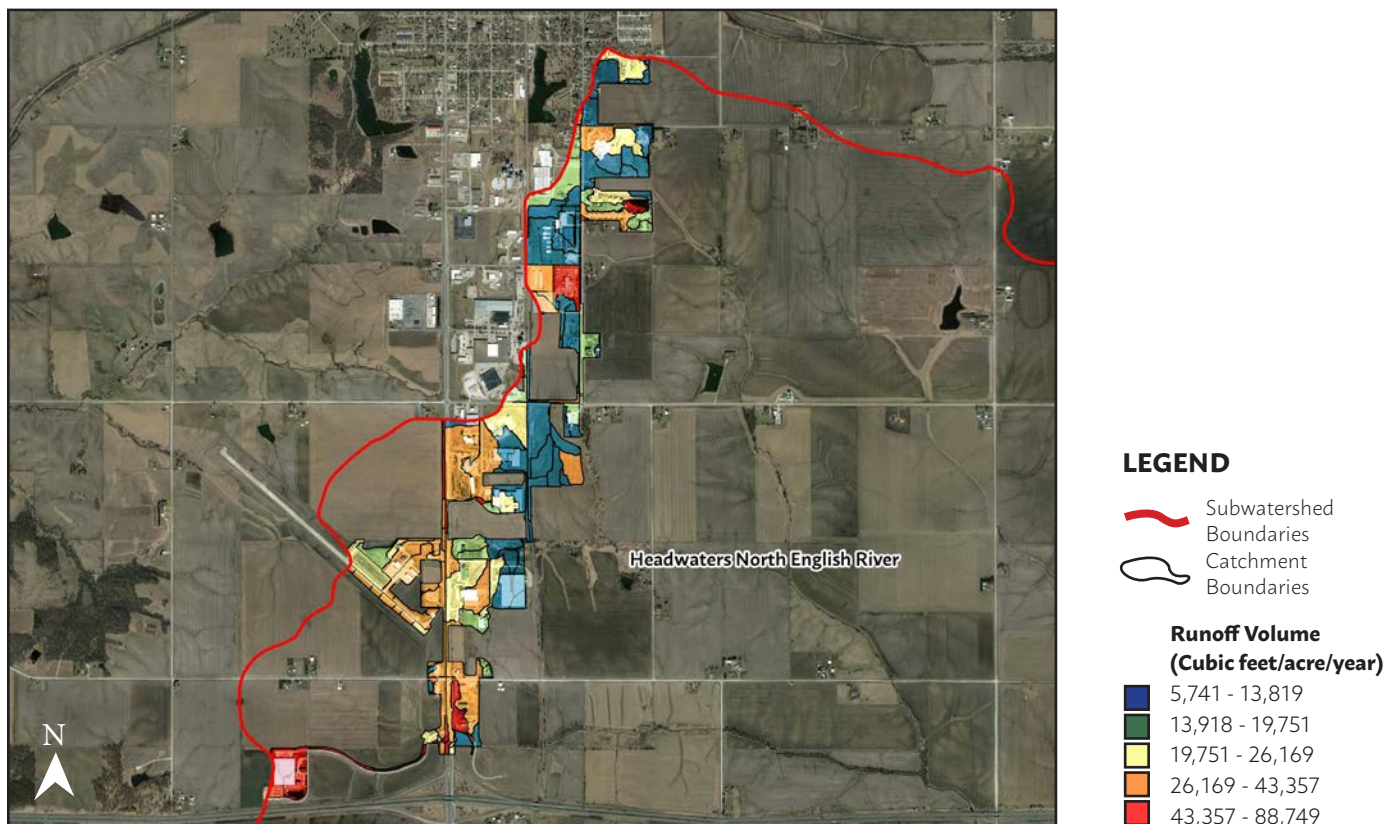 Headwaters North English River
N
LEGEND
Subwatershed
Boundaries
Catchment
Boundaries
Runoff Volume
(Cubic feet/acre/year)
5,741 - 13,819
13,918 - 19,751
19,751 - 26,169
26,169 - 43,357
43,357 - 88,749